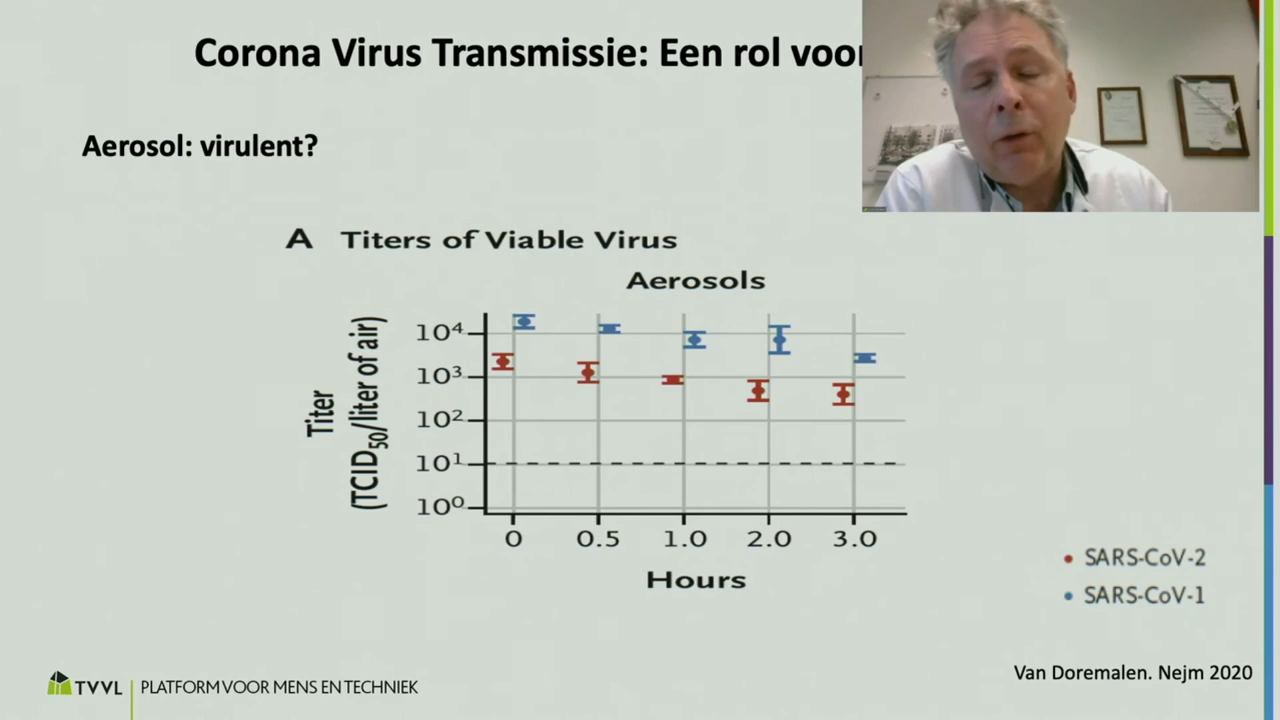 Corona Virus Transmissie: Een rol voor
Aerosol: virulent?
A Titers of Viable Virus
Aerosols
Titer
(TCID50/liter of air)
10⁴
10³
10²
10¹
10⁰
0 0.5 1.0 2.0 3.0
Hours
SARS-CoV-2
SARS-CoV-1
Van Doremalen. Nejm 2020
TVVL PLATFORM VOOR MENS EN TECHNIEK